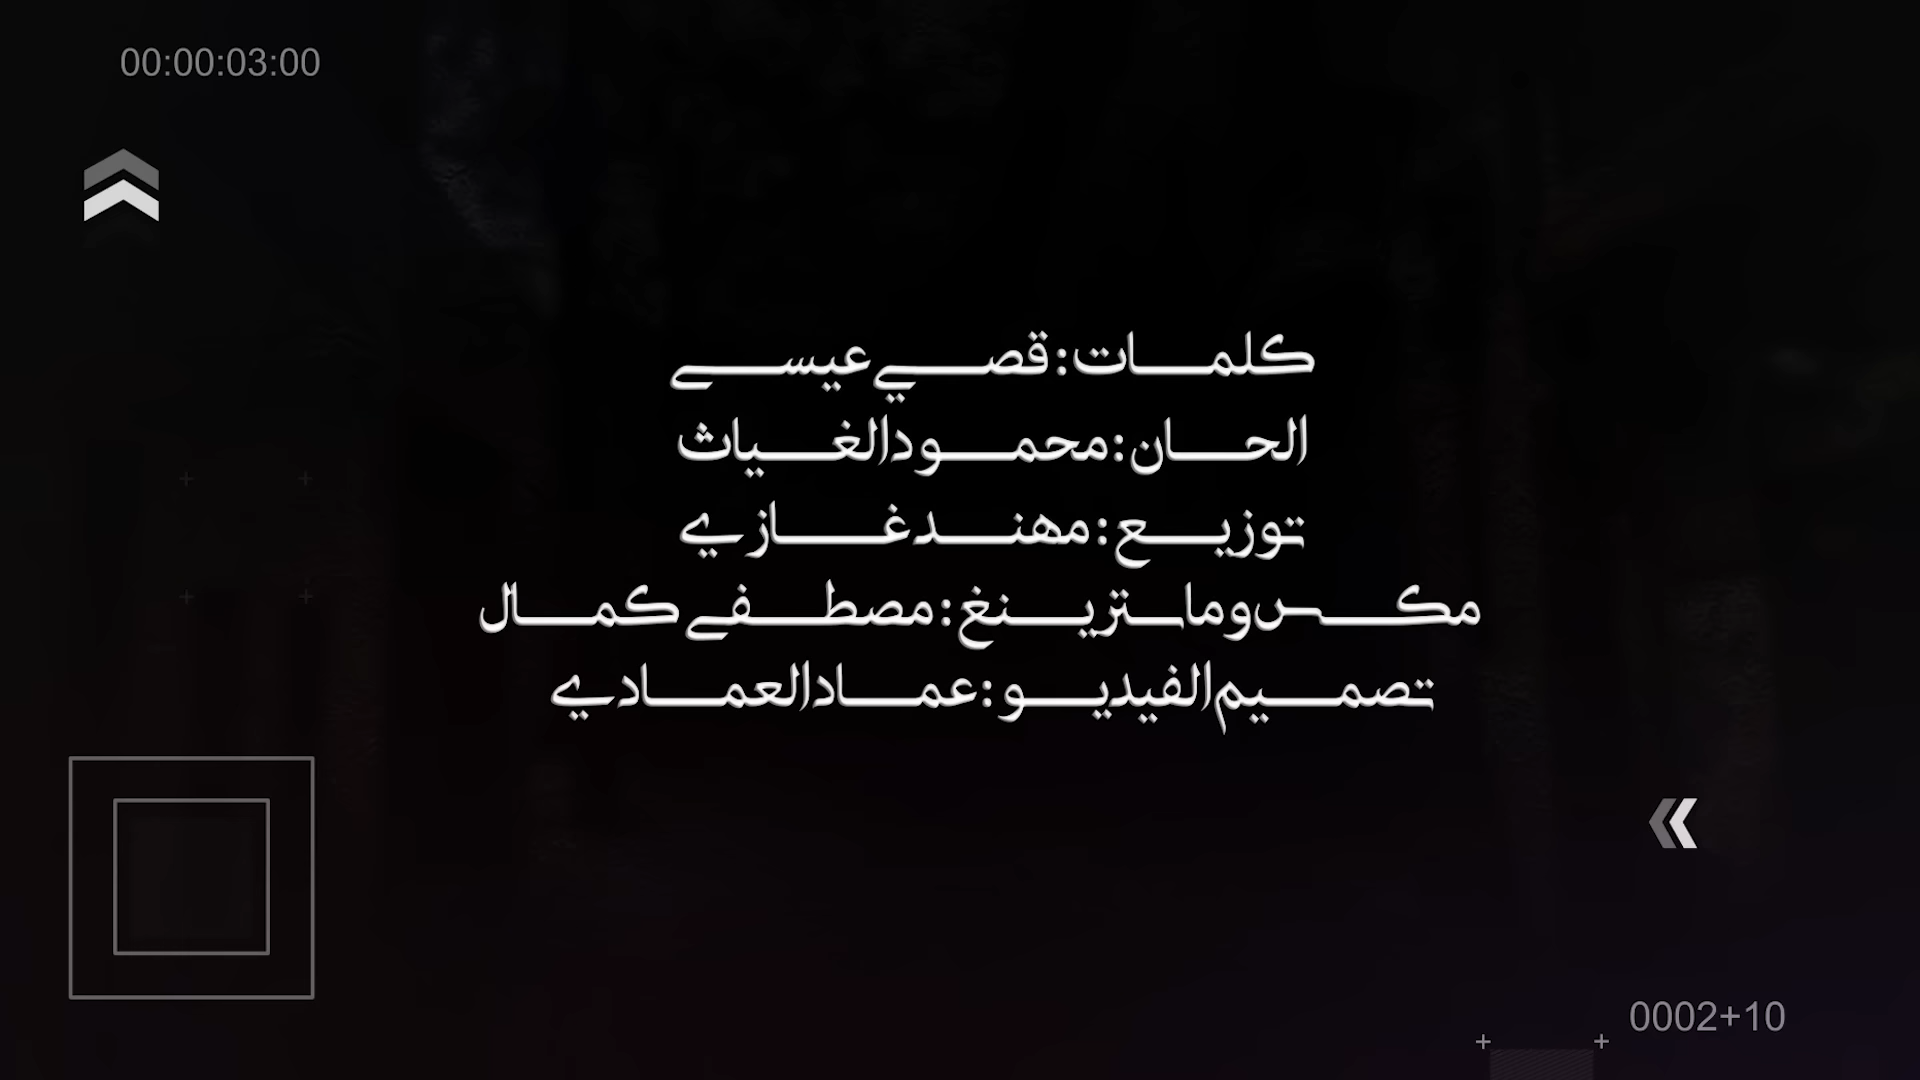 00:00:03:00
كلمات : قصي عيسى
الحان : محمود الغياث
توزيع : مهند غازي
مكس وماسترينغ : مصطفى كمال
تصميم الفيديو : عماد العمادي
0002+10